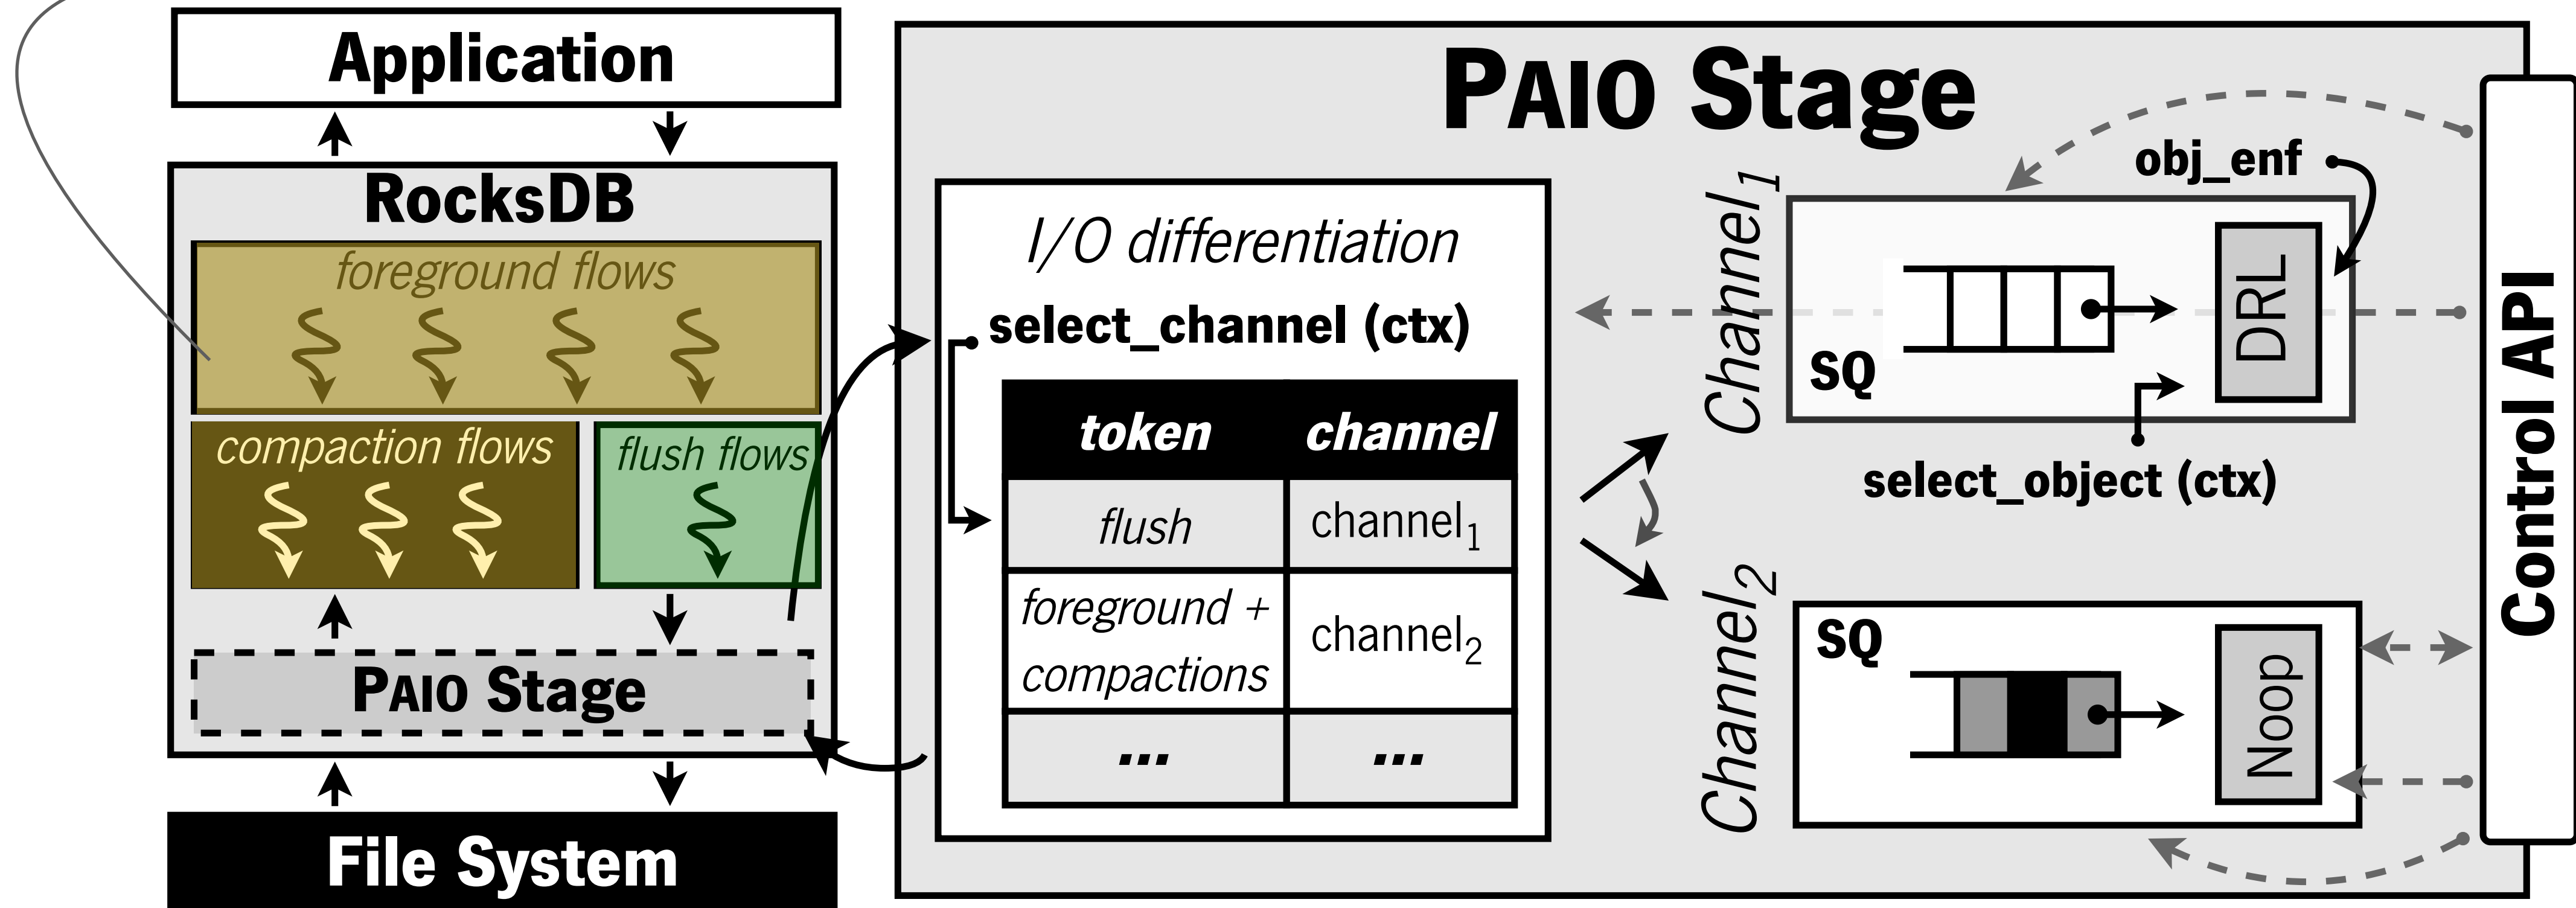 Application
RocksDB
foreground flows
compaction flows
flush flows
PAIO Stage
File System
PAIO Stage
I/O differentiation
select_channel (ctx)
token channel
flush channel1
foreground +
compactions channel2
... ...
Channel1
SQ
DRL
obj_enf
select_object (ctx)
Channel2
SQ
Noop
Control API